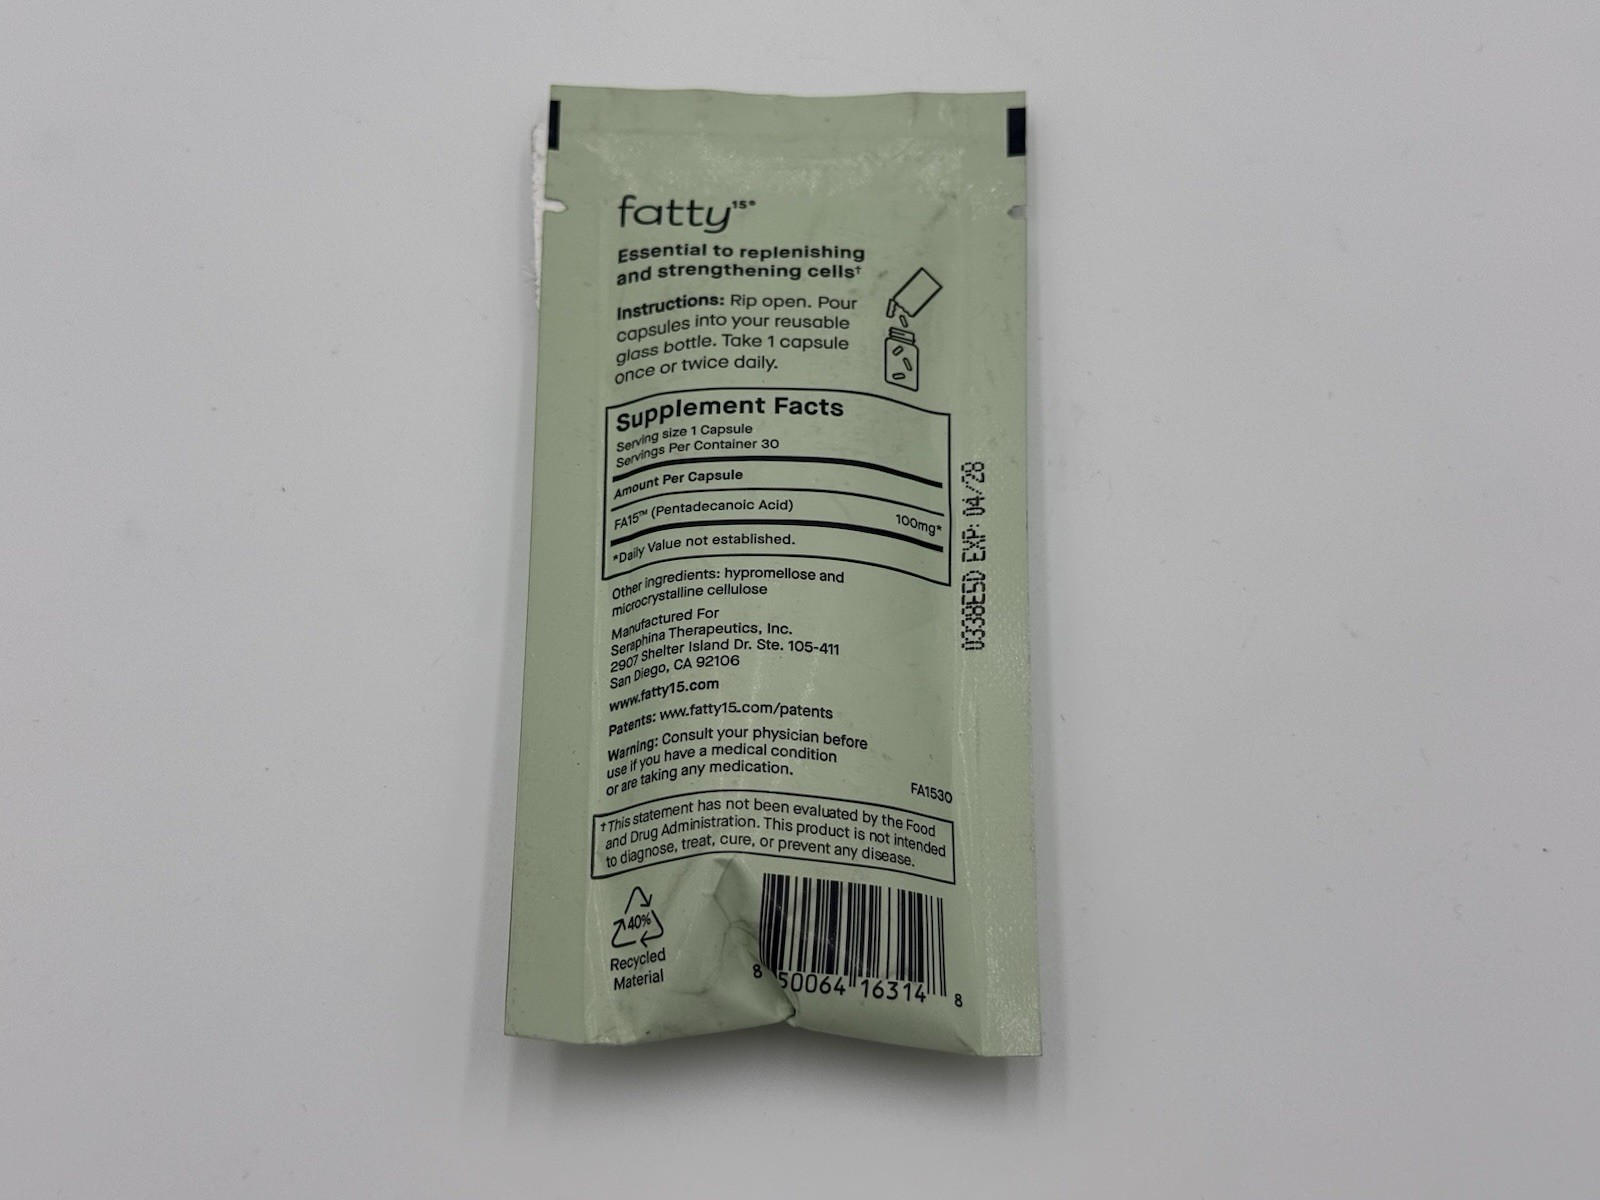 fatty15®
Essential to replenishing
and strengthening cells†
Instructions: Rip open. Pour
capsules into your reusable
glass bottle. Take 1 capsule
once or twice daily.
Supplement Facts
Serving size 1 Capsule
Servings Per Container 30
Amount Per Capsule
FA15™ (Pentadecanoic Acid) 100mg*
*Daily Value not established.
Other ingredients: hypromellose and
microcrystalline cellulose
Manufactured For
Seraphina Therapeutics, Inc.
2907 Shelter Island Dr. Ste. 105-411
San Diego, CA 92106
www.fatty15.com
Patents: www.fatty15.com/patents
Warning: Consult your physician before
use if you have a medical condition
or are taking any medication.
FA1530
†This statement has not been evaluated by the Food
and Drug Administration. This product is not intended
to diagnose, treat, cure, or prevent any disease.
40%
Recycled
Material
8 50064 16314 8
0338E5D EXP: 04/28